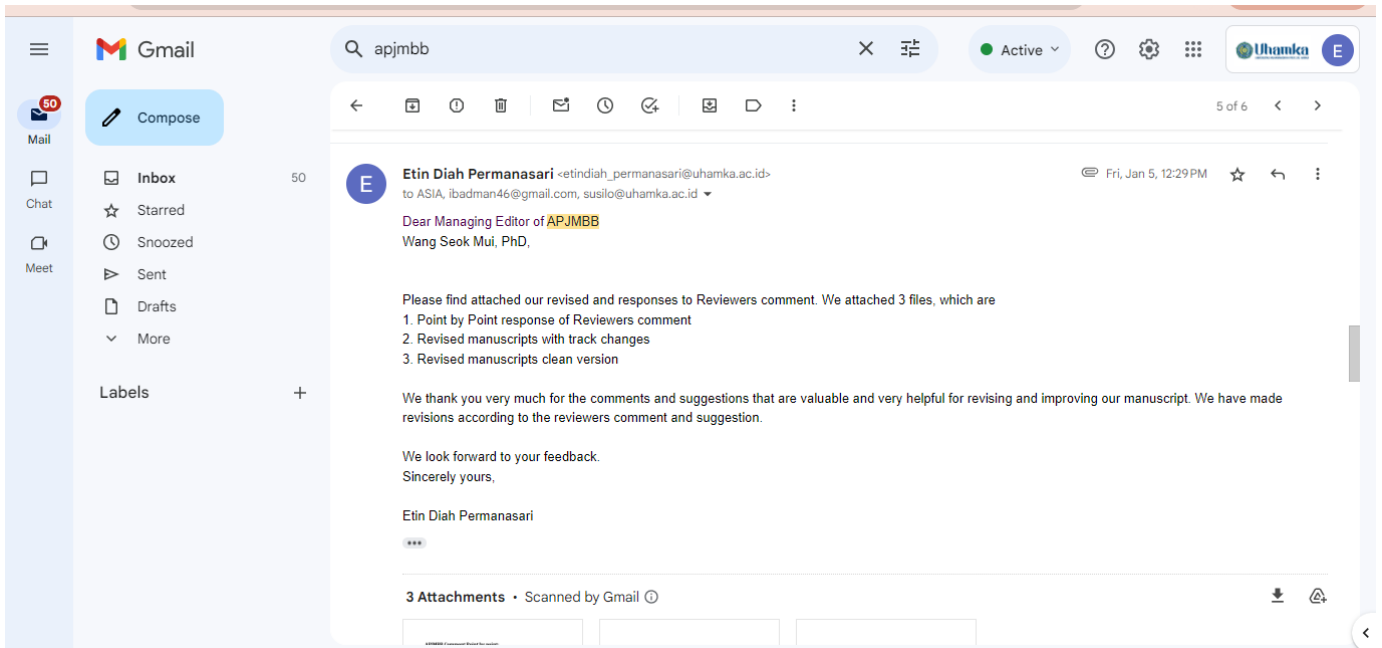 Gmail
apjmbb
Active
Uhamka
E
50
Mail
Compose
5 of 6
Inbox 50
Chat
Starred
Snoozed
Meet
Sent
Drafts
More
Labels
E
Etin Diah Permanasari <etindiah_permanasari@uhamka.ac.id>
Fri, Jan 5, 12:29 PM
to ASIA, ibadman46@gmail.com, susilo@uhamka.ac.id
Dear Managing Editor of APJMBB
Wang Seok Mui, PhD,
Please find attached our revised and responses to Reviewers comment. We attached 3 files, which are
1. Point by Point response of Reviewers comment
2. Revised manuscripts with track changes
3. Revised manuscripts clean version
We thank you very much for the comments and suggestions that are valuable and very helpful for revising and improving our manuscript. We have made
revisions according to the reviewers comment and suggestion.
We look forward to your feedback.
Sincerely yours,
Etin Diah Permanasari
3 Attachments • Scanned by Gmail